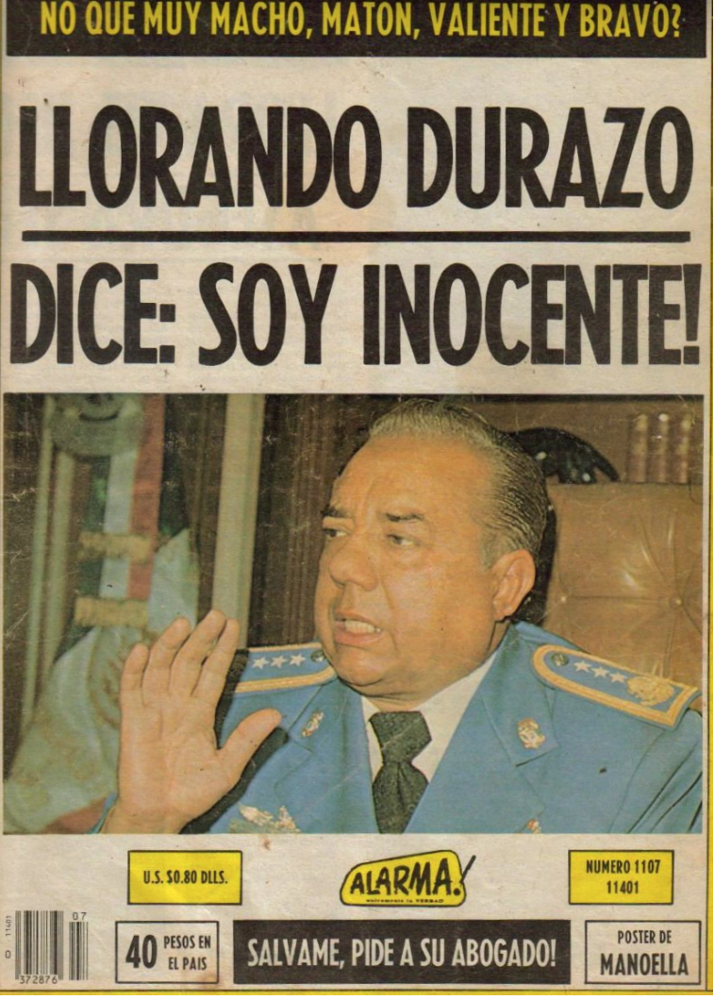 NO QUE MUY MACHO, MATON, VALIENTE Y BRAVO?
LLORANDO DURAZO
DICE: SOY INOCENTE!
U.S. $0.80 DLLS.
ALARMA!
unicamente la VERDAD
NUMERO 1107
11401
11401
0
07
372876
40 PESOS EN
EL PAIS
SALVAME, PIDE A SU ABOGADO!
POSTER DE
MANOELLA